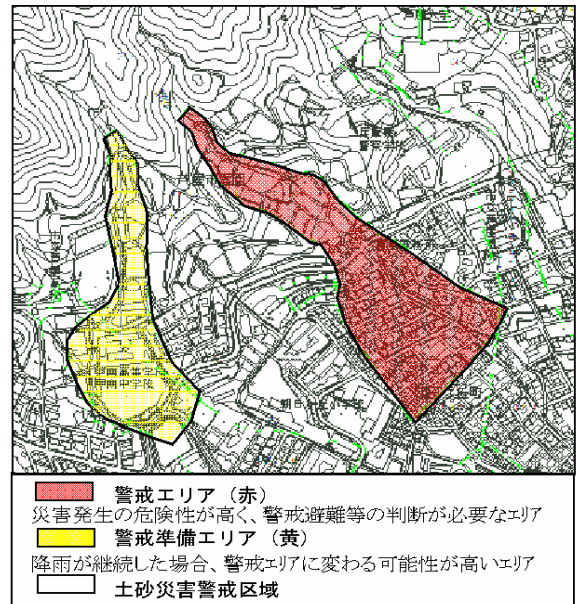 警戒エリア（赤）
災害発生の危険性が高く、警戒避難等の判断が必要なエリア
警戒準備エリア（黄）
降雨が継続した場合、警戒エリアに変わる可能性が高いエリア
土砂災害警戒区域